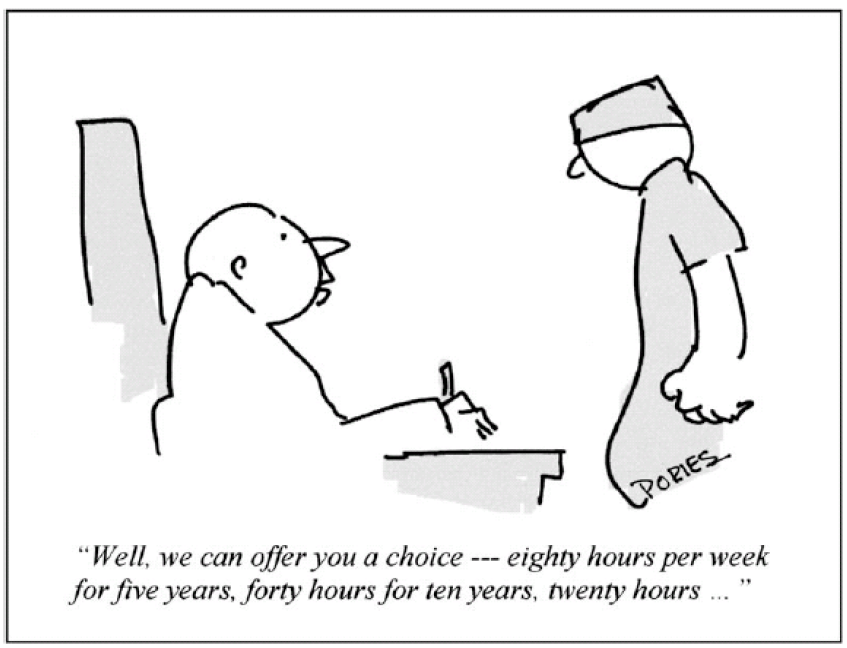 PORIES
“Well, we can offer you a choice --- eighty hours per week
for five years, forty hours for ten years, twenty hours ... ”